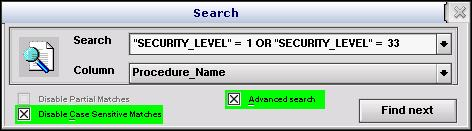 Search
Search "SECURITY_LEVEL" = 1 OR "SECURITY_LEVEL" = 33
Column Procedure_Name
Disable Partial Matches
Advanced search
Disable Case Sensitive Matches
Find next